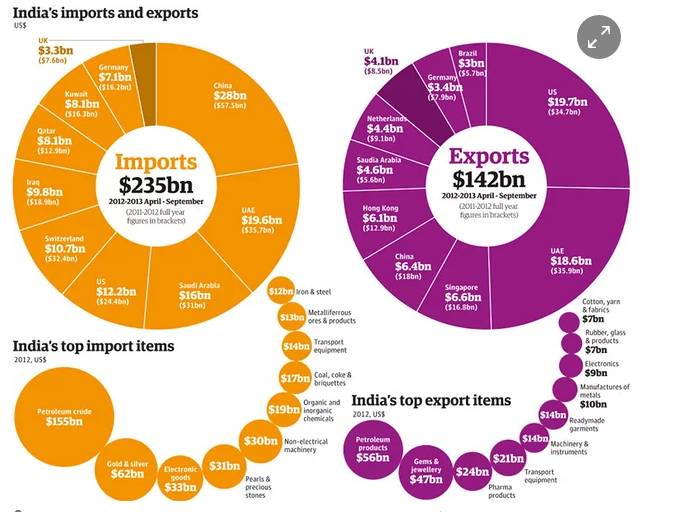 India's imports and exports
US$
UK
$3.3bn
($7.6bn)
Germany
$7.1bn
($16.2bn)
Kuwait
$8.1bn
($16.3bn)
Qatar
$8.1bn
($12.9bn)
Iraq
$9.8bn
($18.9bn)
Switzerland
$10.7bn
($32.4bn)
US
$12.2bn
($24.4bn)
Saudi Arabia
$16bn
($31bn)
UAE
$19.6bn
($35.7bn)
China
$28bn
($57.5bn)
Imports
$235bn
2012-2013 April - September
(2011-2012 full year
figures in brackets)
UK
$4.1bn
($8.5bn)
Germany
$3.4bn
($7.9bn)
Brazil
$3bn
($5.7bn)
US
$19.7bn
($34.7bn)
Netherlands
$4.4bn
($9.1bn)
Saudia Arabia
$4.6bn
($5.6bn)
Hong Kong
$6.1bn
($12.9bn)
China
$6.4bn
($18bn)
Singapore
$6.6bn
($16.8bn)
UAE
$18.6bn
($35.9bn)
Exports
$142bn
2012-2013 April - September
(2011-2012 full year
figures in brackets)
India's top import items
2012, US$
Petroleum crude
$155bn
Gold & silver
$62bn
Electronic
goods
$33bn
$31bn
Pearls &
precious
stones
$30bn
Non-electrical
machinery
$19bn
Organic and
inorganic
chemicals
$17bn
Coal, coke &
briquettes
$14bn
Transport
equipment
$13bn
Metalliferrous
ores & products
$12bn
Iron & steel
India's top export items
2012, US$
Petroleum
products
$56bn
Gems &
jewellery
$47bn
$24bn
Pharma
products
$21bn
Transport
equipment
$14bn
Machinery &
instruments
$14bn
Readymade
garments
Manufactures of
metals
$10bn
Electronics
$9bn
Rubber, glass
& products
$7bn
Cotton, yarn
& fabrics
$7bn